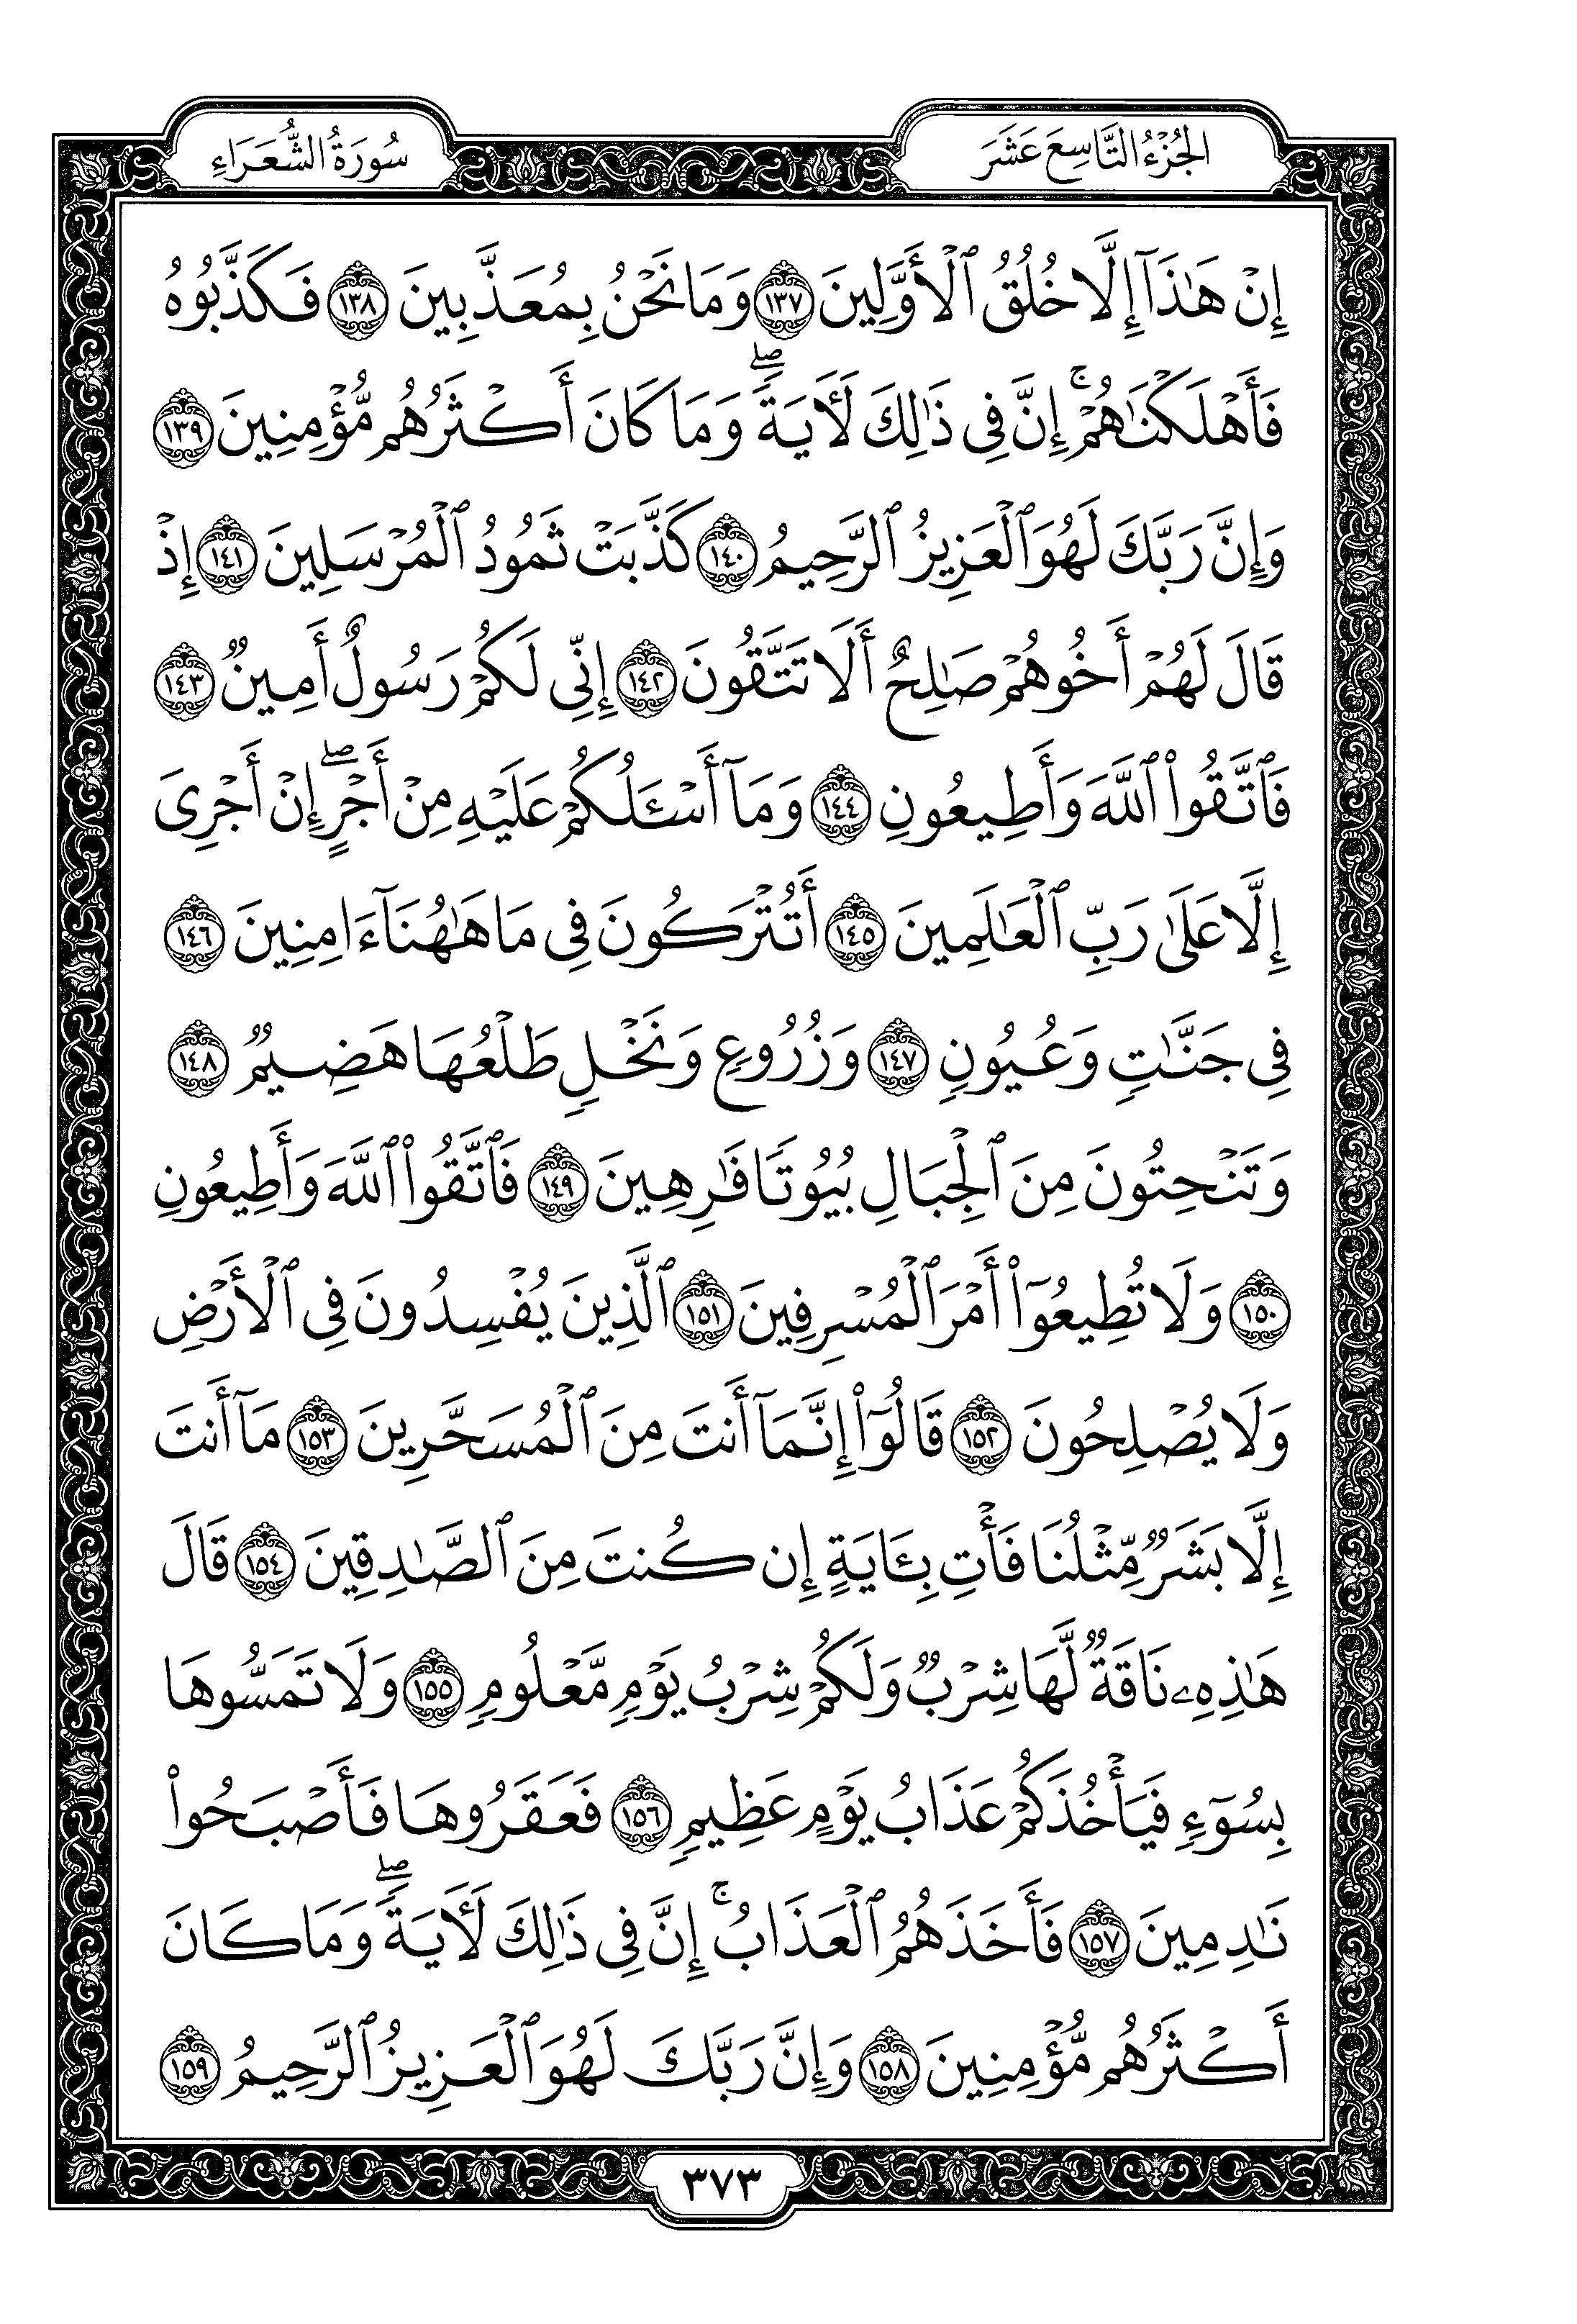 الجُزْءُ التَّاسِعَ عَشَرَ
سُورَةُ الشُّعَرَاءِ
إِنْ هَٰذَآ إِلَّا خُلُقُ ٱلْأَوَّلِينَ ١٣٧ وَمَا نَحْنُ بِمُعَذَّبِينَ ١٣٨ فَكَذَّبُوهُ
فَأَهْلَكْنَٰهُمْ ۚ إِنَّ فِى ذَٰلِكَ لَءَايَةً ۖ وَمَا كَانَ أَكْثَرُهُم مُّؤْمِنِينَ ١٣٩
وَإِنَّ رَبَّكَ لَهُوَ ٱلْعَزِيزُ ٱلرَّحِيمُ ١٤٠ كَذَّبَتْ ثَمُودُ ٱلْمُرْسَلِينَ ١٤١ إِذْ
قَالَ لَهُمْ أَخُوهُمْ صَٰلِحٌ أَلَا تَتَّقُونَ ١٤٢ إِنِّى لَكُمْ رَسُولٌ أَمِينٌ ١٤٣
فَٱتَّقُوا۟ ٱللَّهَ وَأَطِيعُونِ ١٤٤ وَمَآ أَسْـَٔلُكُمْ عَلَيْهِ مِنْ أَجْرٍ ۖ إِنْ أَجْرِىَ
إِلَّا عَلَىٰ رَبِّ ٱلْعَٰلَمِينَ ١٤٥ أَتُتْرَكُونَ فِى مَا هَٰهُنَآ ءَامِنِينَ ١٤٦
فِى جَنَّٰتٍ وَعُيُونٍ ١٤٧ وَزُرُوعٍ وَنَخْلٍ طَلْعُهَا هَضِيمٌ ١٤٨
وَتَنْحِتُونَ مِنَ ٱلْجِبَالِ بُيُوتًا فَٰرِهِينَ ١٤٩ فَٱتَّقُوا۟ ٱللَّهَ وَأَطِيعُونِ
١٥٠ وَلَا تُطِيعُوٓا۟ أَمْرَ ٱلْمُسْرِفِينَ ١٥١ ٱلَّذِينَ يُفْسِدُونَ فِى ٱلْأَرْضِ
وَلَا يُصْلِحُونَ ١٥٢ قَالُوٓا۟ إِنَّمَآ أَنتَ مِنَ ٱلْمُسَحَّرِينَ ١٥٣ مَآ أَنتَ
إِلَّا بَشَرٌ مِّثْلُنَا فَأْتِ بِـَٔايَةٍ إِن كُنتَ مِنَ ٱلصَّٰدِقِينَ ١٥٤ قَالَ
هَٰذِهِۦ نَاقَةٌ لَّهَا شِرْبٌ وَلَكُمْ شِرْبُ يَوْمٍ مَّعْلُومٍ ١٥٥ وَلَا تَمَسُّوهَا
بِسُوٓءٍ فَيَأْخُذَكُمْ عَذَابُ يَوْمٍ عَظِيمٍ ١٥٦ فَعَقَرُوهَا فَأَصْبَحُوا۟
نَٰدِمِينَ ١٥٧ فَأَخَذَهُمُ ٱلْعَذَابُ ۚ إِنَّ فِى ذَٰلِكَ لَءَايَةً ۖ وَمَا كَانَ
أَكْثَرُهُم مُّؤْمِنِينَ ١٥٨ وَإِنَّ رَبَّكَ لَهُوَ ٱلْعَزِيزُ ٱلرَّحِيمُ ١٥٩
٣٧٣